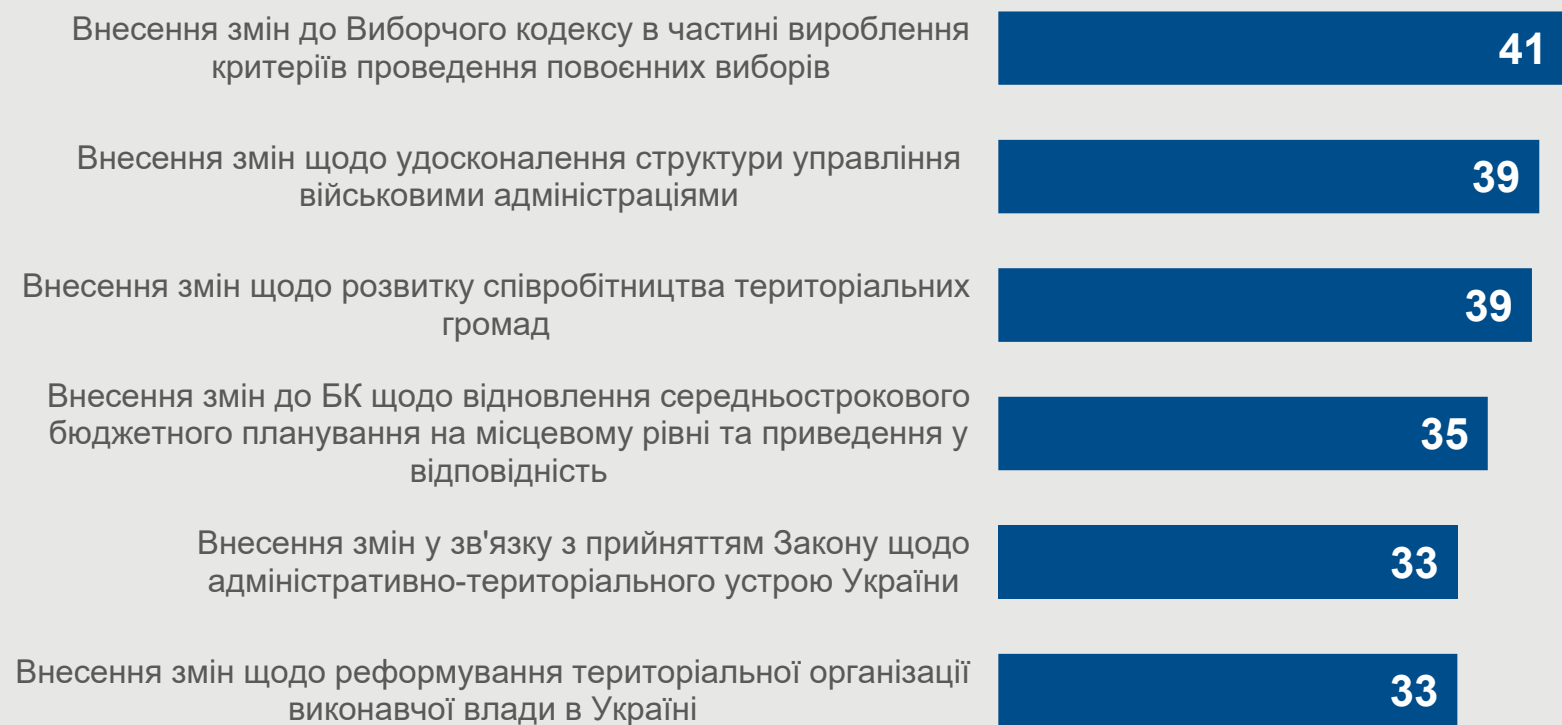 Внесення змін до Виборчого кодексу в частині вироблення
критеріїв проведення повоєнних виборів
41
Внесення змін щодо удосконалення структури управління
військовими адміністраціями
39
Внесення змін щодо розвитку співробітництва територіальних
громад
39
Внесення змін до БК щодо відновлення середньострокового
бюджетного планування на місцевому рівні та приведення у
відповідність
35
Внесення змін у зв'язку з прийняттям Закону щодо
адміністративно-територіального устрою України
33
Внесення змін щодо реформування територіальної організації
виконавчої влади в Україні
33